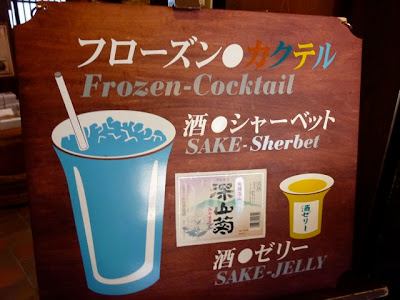 フローズン●カクテル
Frozen-Cocktail
酒●シャーベット
SAKE-Sherbet
深山菊
酒ゼリー
酒●ゼリー
SAKE-JELLY